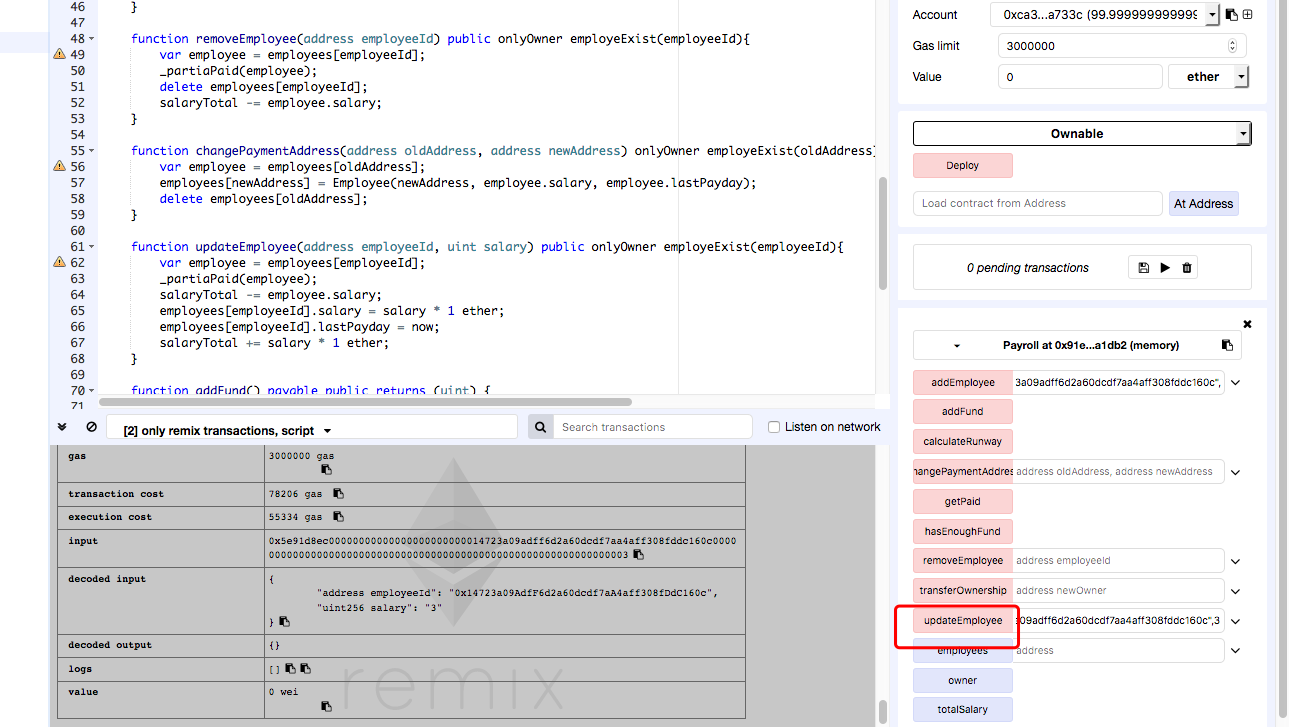 46 }
47
48 function removeEmployee(address employeeId) public onlyOwner employeExist(employeeId){
49 var employee = employees[employeeId];
50 _partiaPaid(employee);
51 delete employees[employeeId];
52 salaryTotal -= employee.salary;
53 }
54
55 function changePaymentAddress(address oldAddress, address newAddress) onlyOwner employeExist(oldAddress)
56 var employee = employees[oldAddress];
57 employees[newAddress] = Employee(newAddress, employee.salary, employee.lastPayday);
58 delete employees[oldAddress];
59 }
60
61 function updateEmployee(address employeeId, uint salary) public onlyOwner employeExist(employeeId){
62 var employee = employees[employeeId];
63 _partiaPaid(employee);
64 salaryTotal -= employee.salary;
65 employees[employeeId].salary = salary * 1 ether;
66 employees[employeeId].lastPayday = now;
67 salaryTotal += salary * 1 ether;
68 }
69
70 function addFund() payable public returns (uint) {
71
[2] only remix transactions, script
Search transactions
Listen on network
gas 3000000 gas
transaction cost 78206 gas
execution cost 55334 gas
input 0x5e91d8ec00000000000000000000000014723a09adff6d2a60dcdf7aa4aff308fddc160c0000
000000000000000000000000000000000000000000000000000000000003
decoded input {
"address employeeId": "0x14723a09AdfF6d2a60dcdf7aA4aff308fDdC160c",
"uint256 salary": "3"
}
decoded output {}
logs []
value 0 wei
remix
Account 0xca3...a733c (99.9999999999999
Gas limit 3000000
Value 0 ether
Ownable
Deploy
Load contract from Address At Address
0 pending transactions
Payroll at 0x91e...a1db2 (memory)
addEmployee 3a09adff6d2a60dcdf7aa4aff308fddc160c",
addFund
calculateRunway
hangePaymentAddres address oldAddress, address newAddress
getPaid
hasEnoughFund
removeEmployee address employeeId
transferOwnership address newOwner
updateEmployee a09adff6d2a60dcdf7aa4aff308fddc160c",3
employees address
owner
totalSalary